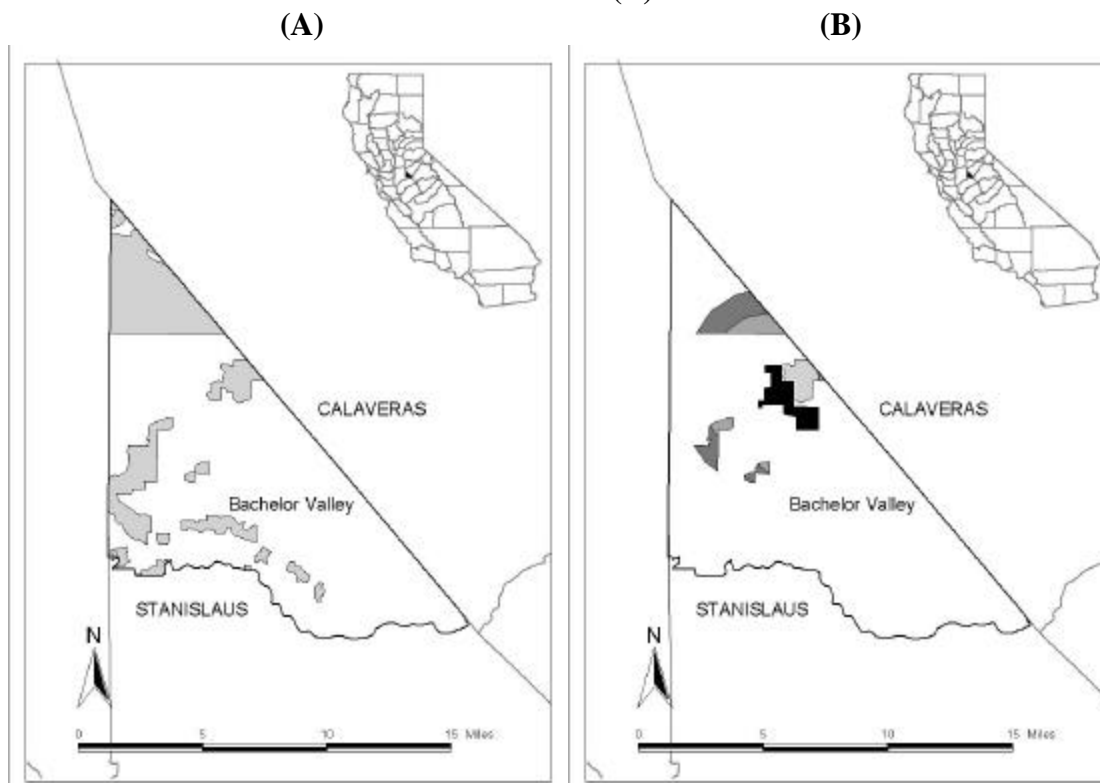 (A)
(B)
CALAVERAS
CALAVERAS
Bachelor Valley
Bachelor Valley
STANISLAUS
STANISLAUS
N
N
0 5 10 15 Miles
0 5 10 15 Miles